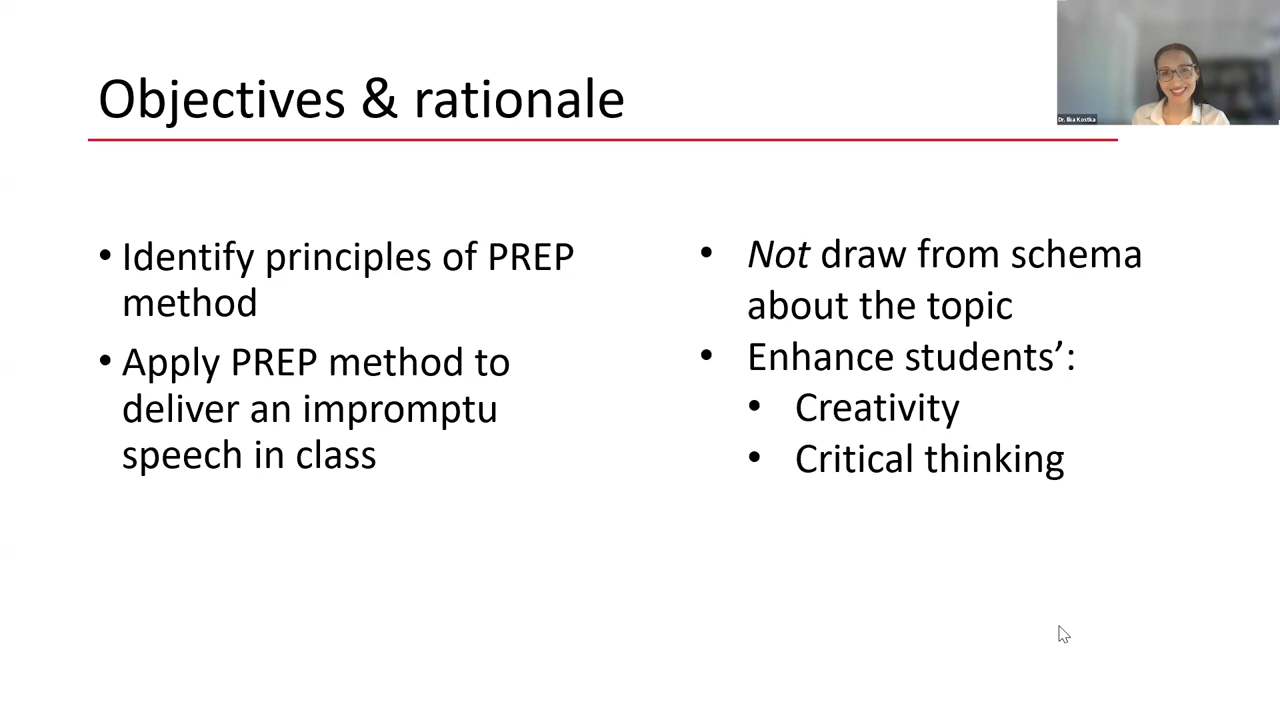 Objectives & rationale
Dr. Ilka Kostka
• Identify principles of PREP
method
• Apply PREP method to
deliver an impromptu
speech in class
• Not draw from schema
about the topic
• Enhance students’:
• Creativity
• Critical thinking